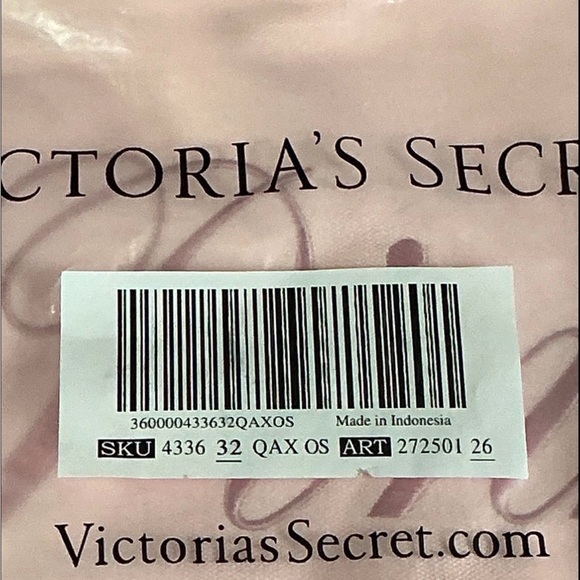 CTORIA'S SECR
360000433632QAXOS Made in Indonesia
SKU 4336 32 QAX OS ART 272501 26
VictoriasSecret.com